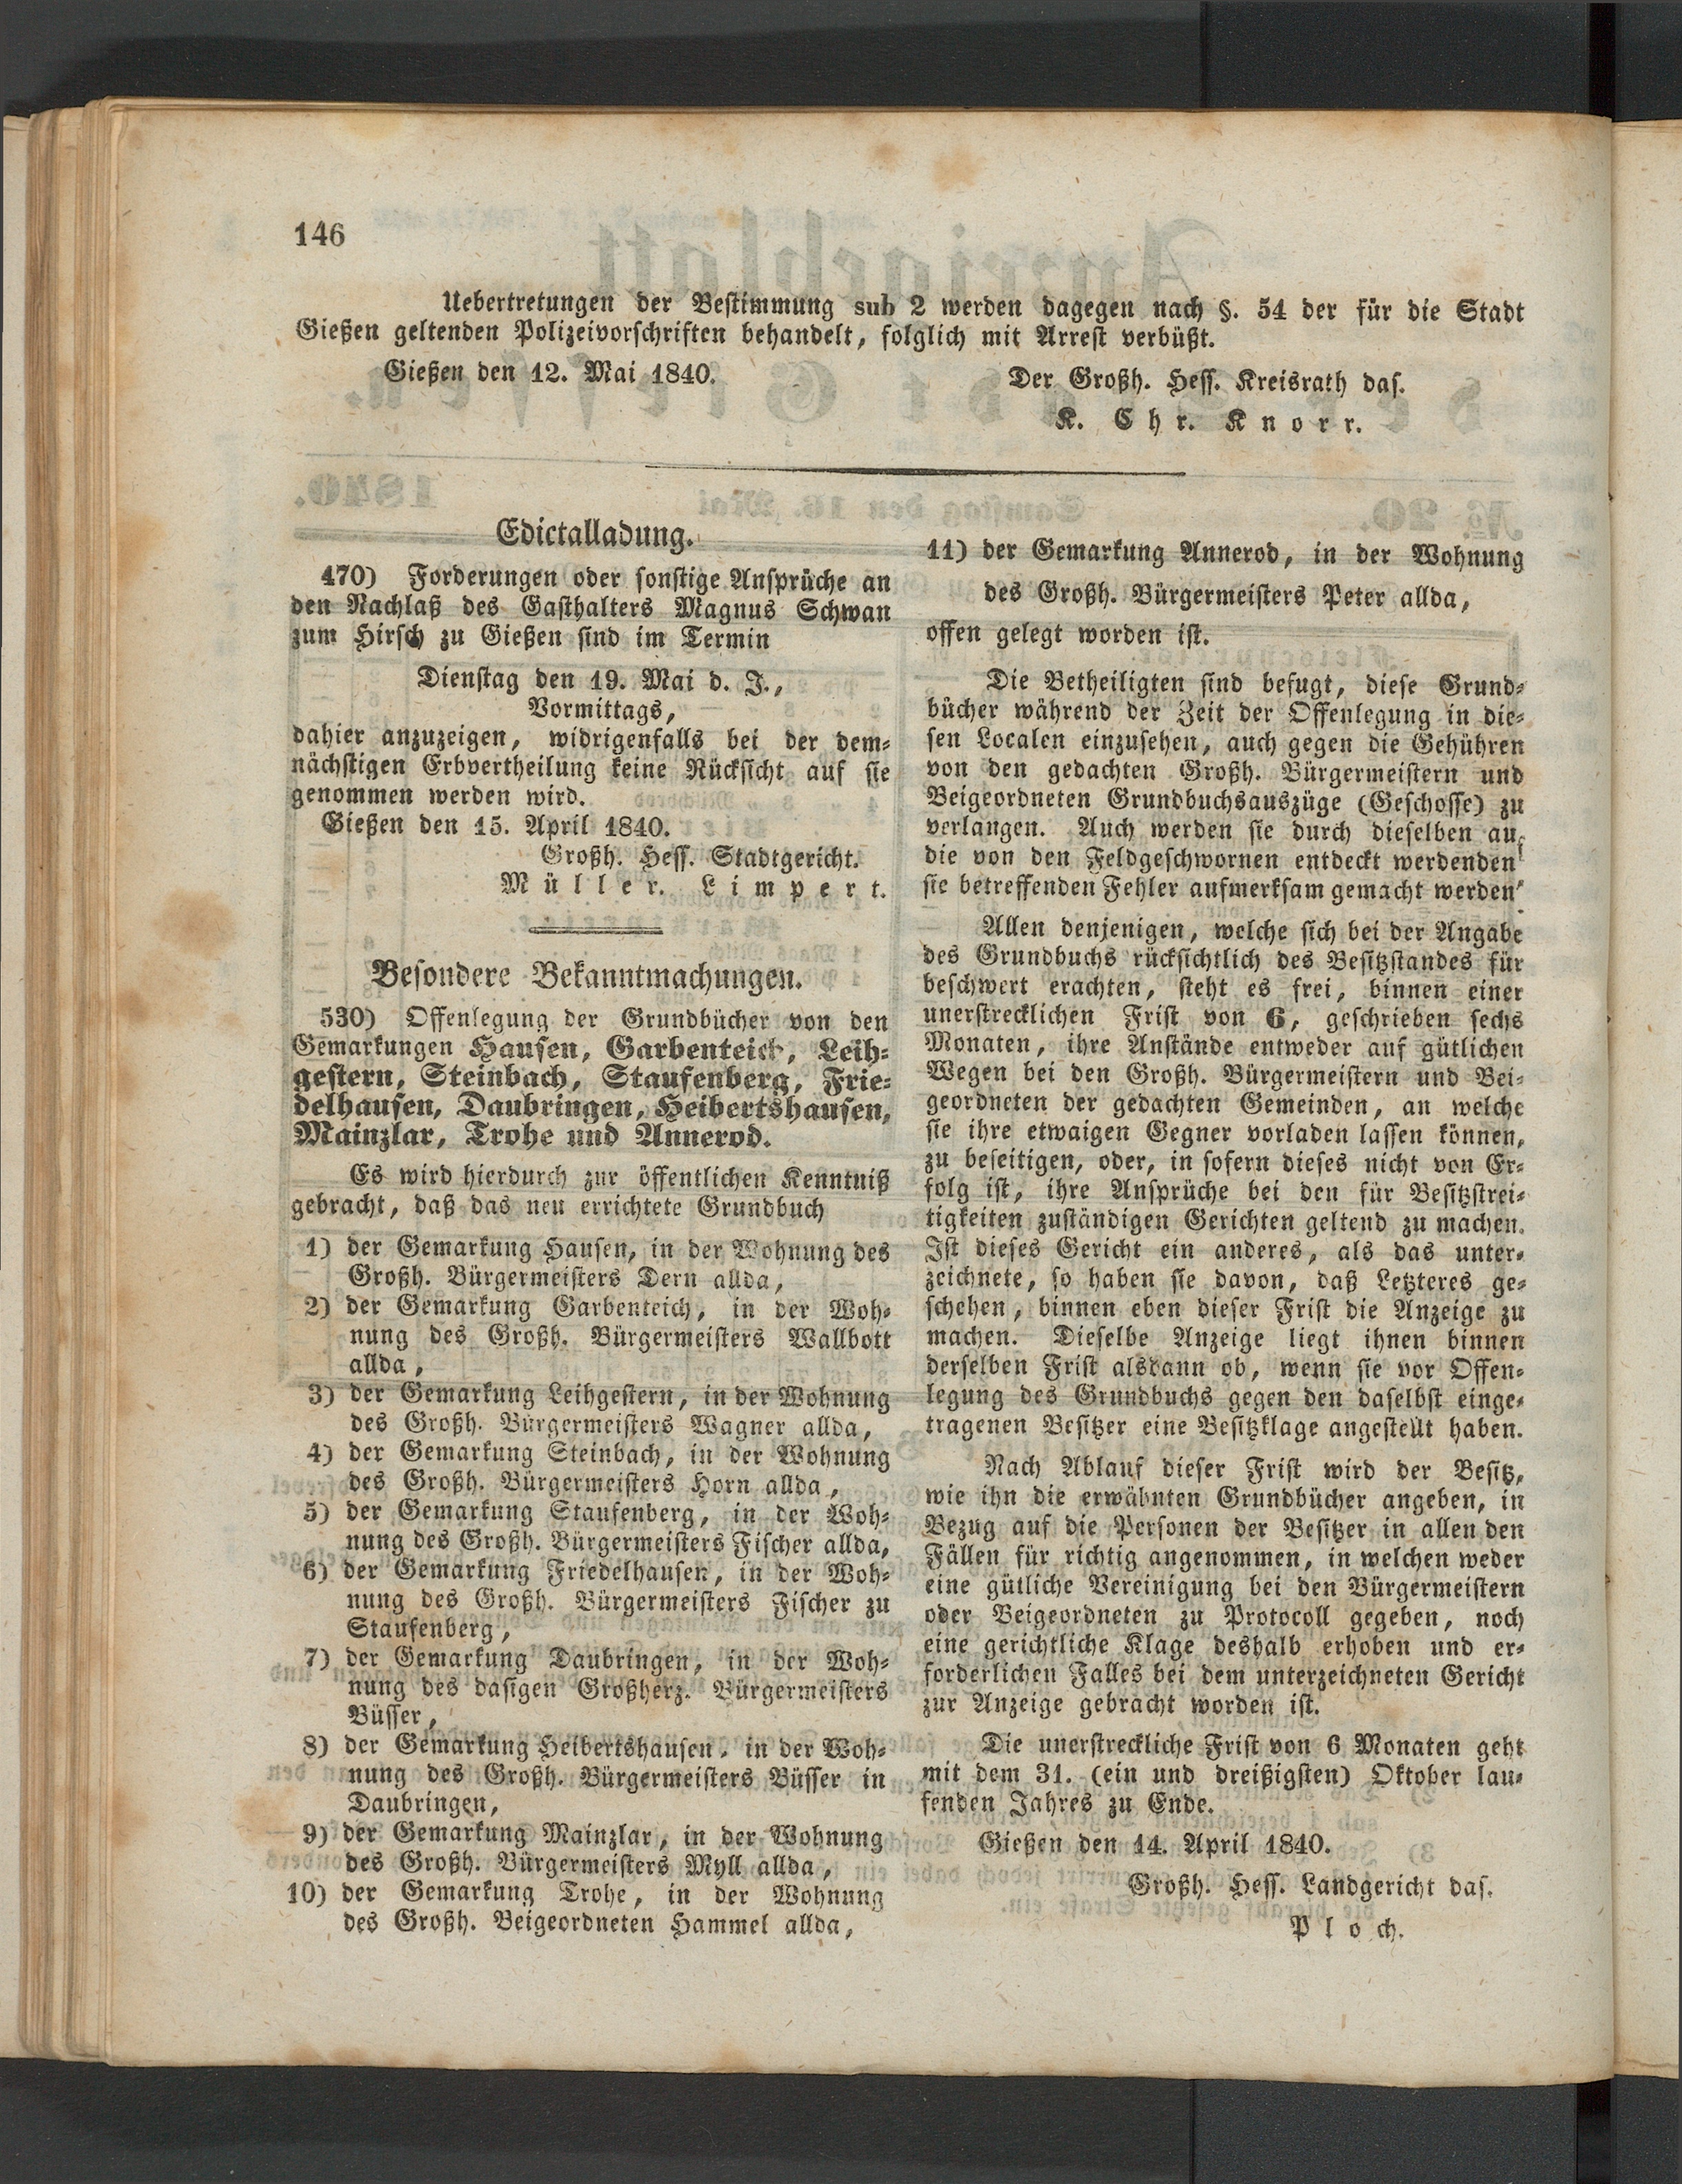 146
Uebertretungen der Bestimmung sub 2 werden dagegen nach §. 54 der für die Stadt
Gießen geltenden Polizeivorschriften behandelt, folglich mit Arrest verbüßt.
Gießen den 12. Mai 1840.
Der Großh. Hess. Kreisrath das.
K. Chr. Knorr.
Edictalladung.
470) Forderungen oder sonstige Ansprüche an
den Nachlaß des Gasthalters Magnus Schwan
zum Hirsch zu Gießen sind im Termin
Dienstag den 19. Mai d. J.,
Vormittags,
dahier anzuzeigen, widrigenfalls bei der dem-
nächstigen Erbvertheilung keine Rücksicht auf sie
genommen werden wird.
Gießen den 15. April 1840.
Großh. Hess. Stadtgericht.
Müller. Limpert.
Besondere Bekanntmachungen.
530) Offenlegung der Grundbücher von den
Gemarkungen Hausen, Garbenteich, Leih-
gestern, Steinbach, Staufenberg, Frie-
delhausen, Daubringen, Heibertshausen,
Mainzlar, Trohe und Annerod.
Es wird hierdurch zur öffentlichen Kenntniß
gebracht, daß das neu errichtete Grundbuch
1) der Gemarkung Hausen, in der Wohnung des
Großh. Bürgermeisters Dern allda,
2) der Gemarkung Garbenteich, in der Woh-
nung des Großh. Bürgermeisters Wallbott
allda,
3) der Gemarkung Leihgestern, in der Wohnung
des Großh. Bürgermeisters Wagner allda,
4) der Gemarkung Steinbach, in der Wohnung
des Großh. Bürgermeisters Horn allda,
5) der Gemarkung Staufenberg, in der Woh-
nung des Großh. Bürgermeisters Fischer allda,
6) der Gemarkung Friedelhausen, in der Woh-
nung des Großh. Bürgermeisters Fischer zu
Staufenberg,
7) der Gemarkung Daubringen, in der Woh-
nung des dasigen Großherz. Bürgermeisters
Büsser,
8) der Gemarkung Heibertshausen, in der Woh-
nung des Großh. Bürgermeisters Büsser in
Daubringen,
9) der Gemarkung Mainzlar, in der Wohnung
des Großh. Bürgermeisters Myll allda,
10) der Gemarkung Trohe, in der Wohnung
des Großh. Beigeordneten Hammel allda,
11) der Gemarkung Annerod, in der Wohnung
des Großh. Bürgermeisters Peter allda,
offen gelegt worden ist.
Die Betheiligten sind befugt, diese Grund-
bücher während der Zeit der Offenlegung in die-
sen Localen einzusehen, auch gegen die Gehühren
von den gedachten Großh. Bürgermeistern und
Beigeordneten Grundbuchsauszüge (Geschosse) zu
verlangen. Auch werden sie durch dieselben auf
die von den Feldgeschwornen entdeckt werdenden
sie betreffenden Fehler aufmerksam gemacht werden.
Allen denjenigen, welche sich bei der Angabe
des Grundbuchs rücksichtlich des Besitzstandes für
beschwert erachten, steht es frei, binnen einer
unerstrecklichen Frist von 6, geschrieben sechs
Monaten, ihre Anstände entweder auf gütlichen
Wegen bei den Großh. Bürgermeistern und Bei-
geordneten der gedachten Gemeinden, an welche
sie ihre etwaigen Gegner vorladen lassen können,
zu beseitigen, oder, in sofern dieses nicht von Er-
folg ist, ihre Ansprüche bei den für Besitzstrei-
tigkeiten zuständigen Gerichten geltend zu machen.
Ist dieses Gericht ein anderes, als das unter-
zeichnete, so haben sie davon, daß Letzteres ge-
schehen, binnen eben dieser Frist die Anzeige zu
machen. Dieselbe Anzeige liegt ihnen binnen
derselben Frist alsdann ob, wenn sie vor Offen-
legung des Grundbuchs gegen den daselbst einge-
tragenen Besitzer eine Besitzklage angestellt haben.
Nach Ablauf dieser Frist wird der Besitz,
wie ihn die erwähnten Grundbücher angeben, in
Bezug auf die Personen der Besitzer in allen den
Fällen für richtig angenommen, in welchen weder
eine gütliche Vereinigung bei den Bürgermeistern
oder Beigeordneten zu Protocoll gegeben, noch
eine gerichtliche Klage deshalb erhoben und er-
forderlichen Falles bei dem unterzeichneten Gericht
zur Anzeige gebracht worden ist.
Die unerstreckliche Frist von 6 Monaten geht
mit dem 31. (ein und dreißigsten) Oktober lau-
fenden Jahres zu Ende.
Gießen den 14. April 1840.
Großh. Hess. Landgericht das.
Ploch.